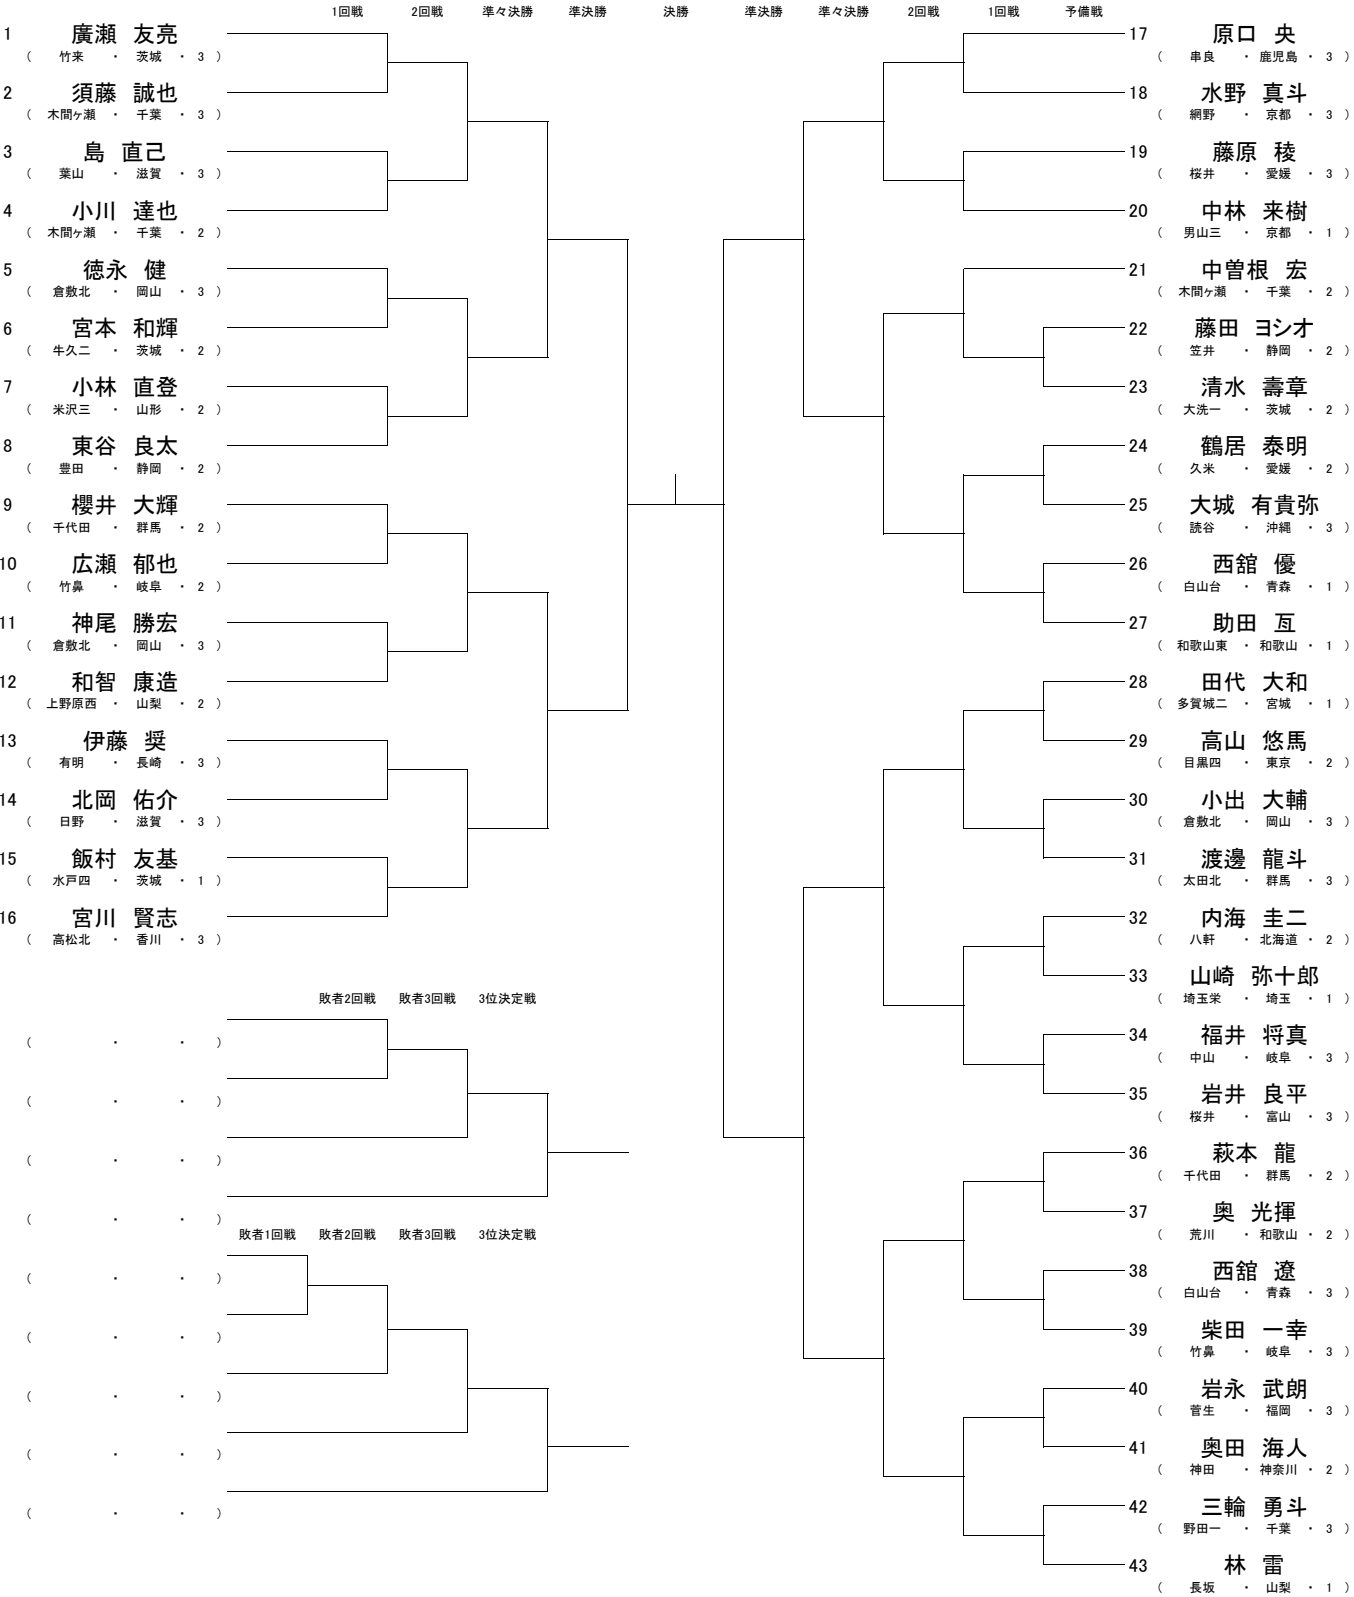 1回戦 2回戦 準々決勝 準決勝 決勝 準決勝 準々決勝 2回戦 1回戦 予備戦
1 廣瀬 友亮
( 竹来 ・ 茨城 ・ 3 )
2 須藤 誠也
( 木間ヶ瀬 ・ 千葉 ・ 3 )
3 島 直己
( 葉山 ・ 滋賀 ・ 3 )
4 小川 達也
( 木間ヶ瀬 ・ 千葉 ・ 2 )
5 徳永 健
( 倉敷北 ・ 岡山 ・ 3 )
6 宮本 和輝
( 牛久二 ・ 茨城 ・ 2 )
7 小林 直登
( 米沢三 ・ 山形 ・ 2 )
8 東谷 良太
( 豊田 ・ 静岡 ・ 2 )
9 櫻井 大輝
( 千代田 ・ 群馬 ・ 2 )
10 広瀬 郁也
( 竹鼻 ・ 岐阜 ・ 2 )
11 神尾 勝宏
( 倉敷北 ・ 岡山 ・ 3 )
12 和智 康造
( 上野原西 ・ 山梨 ・ 2 )
13 伊藤 奨
( 有明 ・ 長崎 ・ 3 )
14 北岡 佑介
( 日野 ・ 滋賀 ・ 3 )
15 飯村 友基
( 水戸四 ・ 茨城 ・ 1 )
16 宮川 賢志
( 高松北 ・ 香川 ・ 3 )
敗者2回戦 敗者3回戦 3位決定戦
( ・ ・ )
( ・ ・ )
( ・ ・ )
( ・ ・ )
敗者1回戦 敗者2回戦 敗者3回戦 3位決定戦
( ・ ・ )
( ・ ・ )
( ・ ・ )
( ・ ・ )
( ・ ・ )
17 原口 央
( 串良 ・ 鹿児島 ・ 3 )
18 水野 真斗
( 網野 ・ 京都 ・ 3 )
19 藤原 稜
( 桜井 ・ 愛媛 ・ 3 )
20 中林 来樹
( 男山三 ・ 京都 ・ 1 )
21 中曽根 宏
( 木間ヶ瀬 ・ 千葉 ・ 2 )
22 藤田 ヨシオ
( 笠井 ・ 静岡 ・ 2 )
23 清水 壽章
( 大洗一 ・ 茨城 ・ 2 )
24 鶴居 泰明
( 久米 ・ 愛媛 ・ 2 )
25 大城 有貴弥
( 読谷 ・ 沖縄 ・ 3 )
26 西舘 優
( 白山台 ・ 青森 ・ 1 )
27 助田 亙
( 和歌山東 ・ 和歌山 ・ 1 )
28 田代 大和
( 多賀城二 ・ 宮城 ・ 1 )
29 高山 悠馬
( 目黒四 ・ 東京 ・ 2 )
30 小出 大輔
( 倉敷北 ・ 岡山 ・ 3 )
31 渡邊 龍斗
( 太田北 ・ 群馬 ・ 3 )
32 内海 圭二
( 八軒 ・ 北海道 ・ 2 )
33 山崎 弥十郎
( 埼玉栄 ・ 埼玉 ・ 1 )
34 福井 将真
( 中山 ・ 岐阜 ・ 3 )
35 岩井 良平
( 桜井 ・ 富山 ・ 3 )
36 萩本 龍
( 千代田 ・ 群馬 ・ 2 )
37 奥 光揮
( 荒川 ・ 和歌山 ・ 2 )
38 西舘 遼
( 白山台 ・ 青森 ・ 3 )
39 柴田 一幸
( 竹鼻 ・ 岐阜 ・ 3 )
40 岩永 武朗
( 菅生 ・ 福岡 ・ 3 )
41 奥田 海人
( 神田 ・ 神奈川 ・ 2 )
42 三輪 勇斗
( 野田一 ・ 千葉 ・ 3 )
43 林 雷
( 長坂 ・ 山梨 ・ 1 )